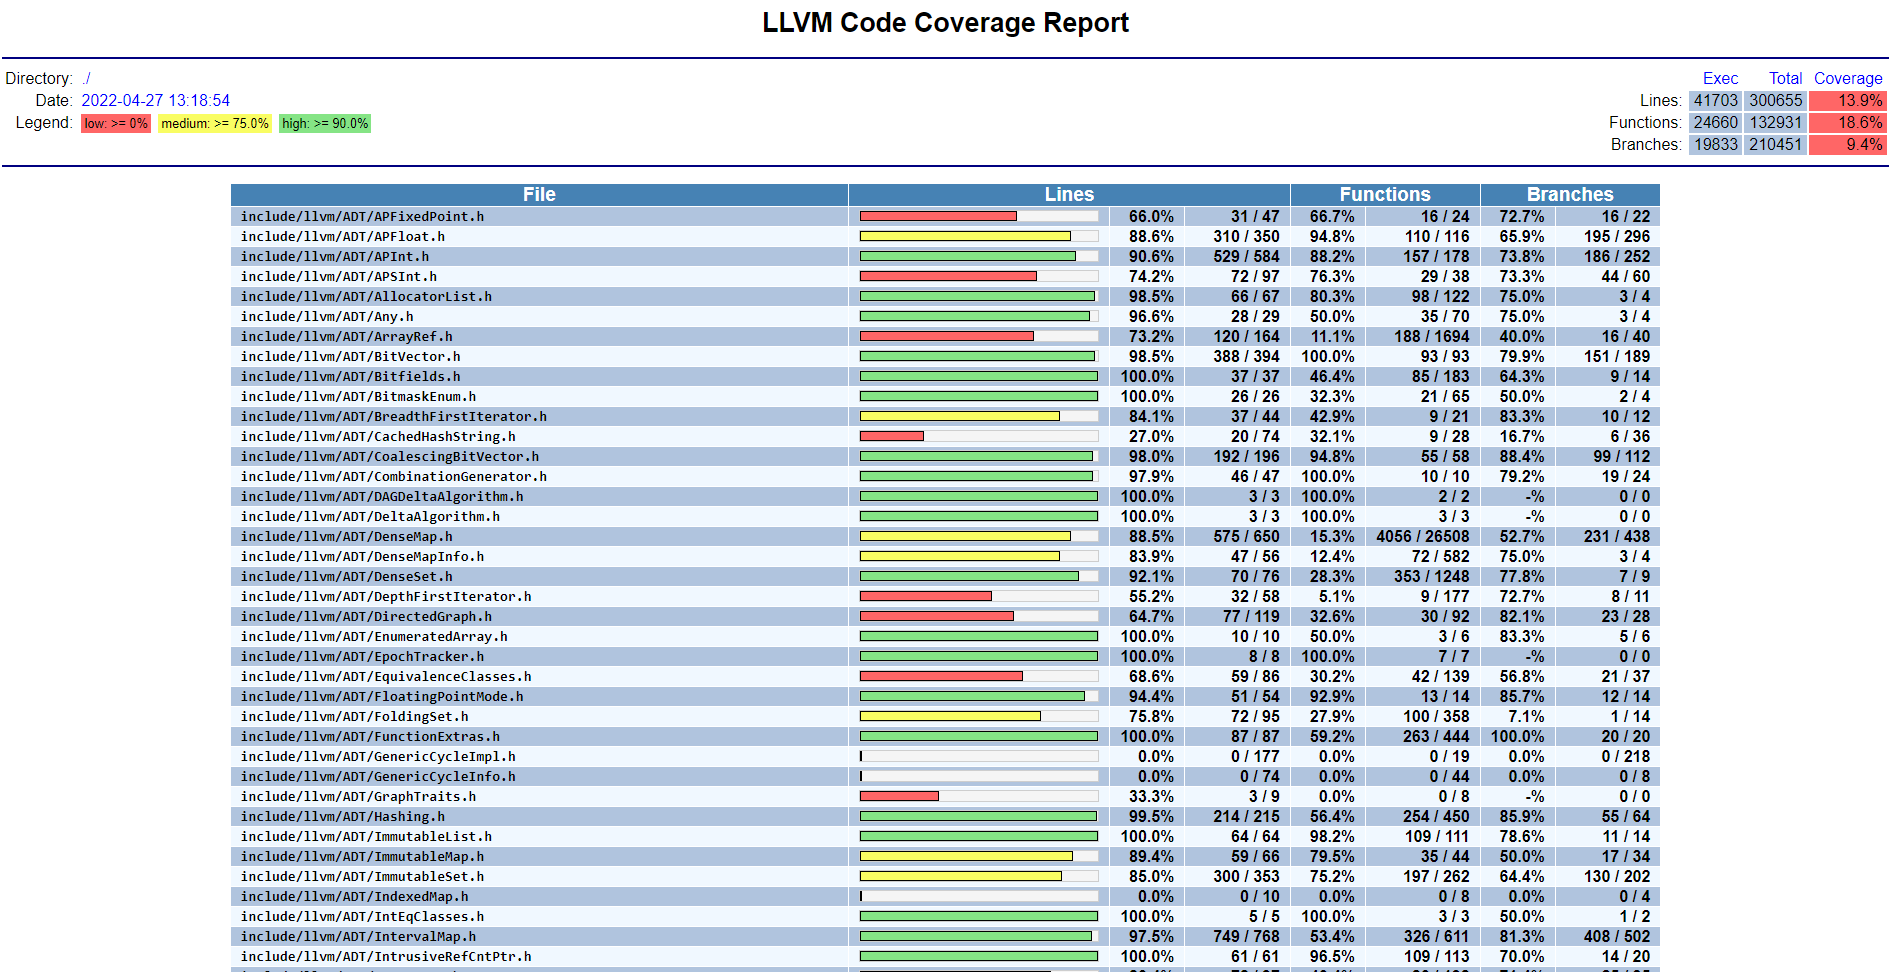 LLVM Code Coverage Report
Directory: ./
Date: 2022-04-27 13:18:54
Legend: low: >= 0% medium: >= 75.0% high: >= 90.0%
Exec Total Coverage
Lines: 41703 300655 13.9%
Functions: 24660 132931 18.6%
Branches: 19833 210451 9.4%
File Lines Functions Branches
include/llvm/ADT/APFixedPoint.h 66.0% 31 / 47 66.7% 16 / 24 72.7% 16 / 22
include/llvm/ADT/APFloat.h 88.6% 310 / 350 94.8% 110 / 116 65.9% 195 / 296
include/llvm/ADT/APInt.h 90.6% 529 / 584 88.2% 157 / 178 73.8% 186 / 252
include/llvm/ADT/APSInt.h 74.2% 72 / 97 76.3% 29 / 38 73.3% 44 / 60
include/llvm/ADT/AllocatorList.h 98.5% 66 / 67 80.3% 98 / 122 75.0% 3 / 4
include/llvm/ADT/Any.h 96.6% 28 / 29 50.0% 35 / 70 75.0% 3 / 4
include/llvm/ADT/ArrayRef.h 73.2% 120 / 164 11.1% 188 / 1694 40.0% 16 / 40
include/llvm/ADT/BitVector.h 98.5% 388 / 394 100.0% 93 / 93 79.9% 151 / 189
include/llvm/ADT/Bitfields.h 100.0% 37 / 37 46.4% 85 / 183 64.3% 9 / 14
include/llvm/ADT/BitmaskEnum.h 100.0% 26 / 26 32.3% 21 / 65 50.0% 2 / 4
include/llvm/ADT/BreadthFirstIterator.h 84.1% 37 / 44 42.9% 9 / 21 83.3% 10 / 12
include/llvm/ADT/CachedHashString.h 27.0% 20 / 74 32.1% 9 / 28 16.7% 6 / 36
include/llvm/ADT/CoalescingBitVector.h 98.0% 192 / 196 94.8% 55 / 58 88.4% 99 / 112
include/llvm/ADT/CombinationGenerator.h 97.9% 46 / 47 100.0% 10 / 10 79.2% 19 / 24
include/llvm/ADT/DAGDeltaAlgorithm.h 100.0% 3 / 3 100.0% 2 / 2 -% 0 / 0
include/llvm/ADT/DeltaAlgorithm.h 100.0% 3 / 3 100.0% 3 / 3 -% 0 / 0
include/llvm/ADT/DenseMap.h 88.5% 575 / 650 15.3% 4056 / 26508 52.7% 231 / 438
include/llvm/ADT/DenseMapInfo.h 83.9% 47 / 56 12.4% 72 / 582 75.0% 3 / 4
include/llvm/ADT/DenseSet.h 92.1% 70 / 76 28.3% 353 / 1248 77.8% 7 / 9
include/llvm/ADT/DepthFirstIterator.h 55.2% 32 / 58 5.1% 9 / 177 72.7% 8 / 11
include/llvm/ADT/DirectedGraph.h 64.7% 77 / 119 32.6% 30 / 92 82.1% 23 / 28
include/llvm/ADT/EnumeratedArray.h 100.0% 10 / 10 50.0% 3 / 6 83.3% 5 / 6
include/llvm/ADT/EpochTracker.h 100.0% 8 / 8 100.0% 7 / 7 -% 0 / 0
include/llvm/ADT/EquivalenceClasses.h 68.6% 59 / 86 30.2% 42 / 139 56.8% 21 / 37
include/llvm/ADT/FloatingPointMode.h 94.4% 51 / 54 92.9% 13 / 14 85.7% 12 / 14
include/llvm/ADT/FoldingSet.h 75.8% 72 / 95 27.9% 100 / 358 7.1% 1 / 14
include/llvm/ADT/FunctionExtras.h 100.0% 87 / 87 59.2% 263 / 444 100.0% 20 / 20
include/llvm/ADT/GenericCycleImpl.h 0.0% 0 / 177 0.0% 0 / 19 0.0% 0 / 218
include/llvm/ADT/GenericCycleInfo.h 0.0% 0 / 74 0.0% 0 / 44 0.0% 0 / 8
include/llvm/ADT/GraphTraits.h 33.3% 3 / 9 0.0% 0 / 8 -% 0 / 0
include/llvm/ADT/Hashing.h 99.5% 214 / 215 56.4% 254 / 450 85.9% 55 / 64
include/llvm/ADT/ImmutableList.h 100.0% 64 / 64 98.2% 109 / 111 78.6% 11 / 14
include/llvm/ADT/ImmutableMap.h 89.4% 59 / 66 79.5% 35 / 44 50.0% 17 / 34
include/llvm/ADT/ImmutableSet.h 85.0% 300 / 353 75.2% 197 / 262 64.4% 130 / 202
include/llvm/ADT/IndexedMap.h 0.0% 0 / 10 0.0% 0 / 8 0.0% 0 / 4
include/llvm/ADT/IntEqClasses.h 100.0% 5 / 5 100.0% 3 / 3 50.0% 1 / 2
include/llvm/ADT/IntervalMap.h 97.5% 749 / 768 53.4% 326 / 611 81.3% 408 / 502
include/llvm/ADT/IntrusiveRefCntPtr.h 100.0% 61 / 61 96.5% 109 / 113 70.0% 14 / 20